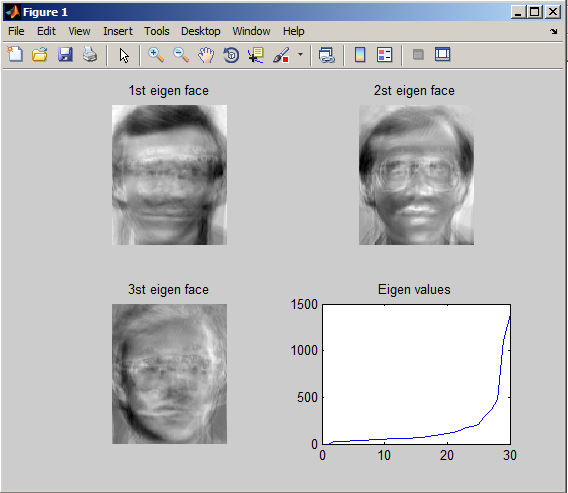 Figure 1
File Edit View Insert Tools Desktop Window Help
1st eigen face
2st eigen face
3st eigen face
Eigen values
1500
1000
500
0
0 10 20 30